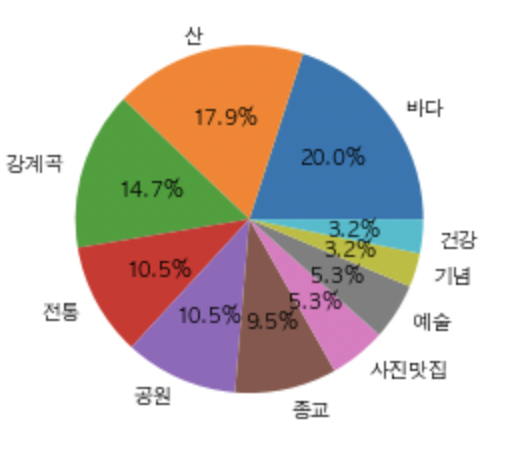 산
바다
17.9%
20.0%
강계곡
14.7%
3.2%
건강
3.2%
기념
10.5%
5.3%
전통
10.5%
9.5%
5.3%
예술
사진맛집
공원
종교